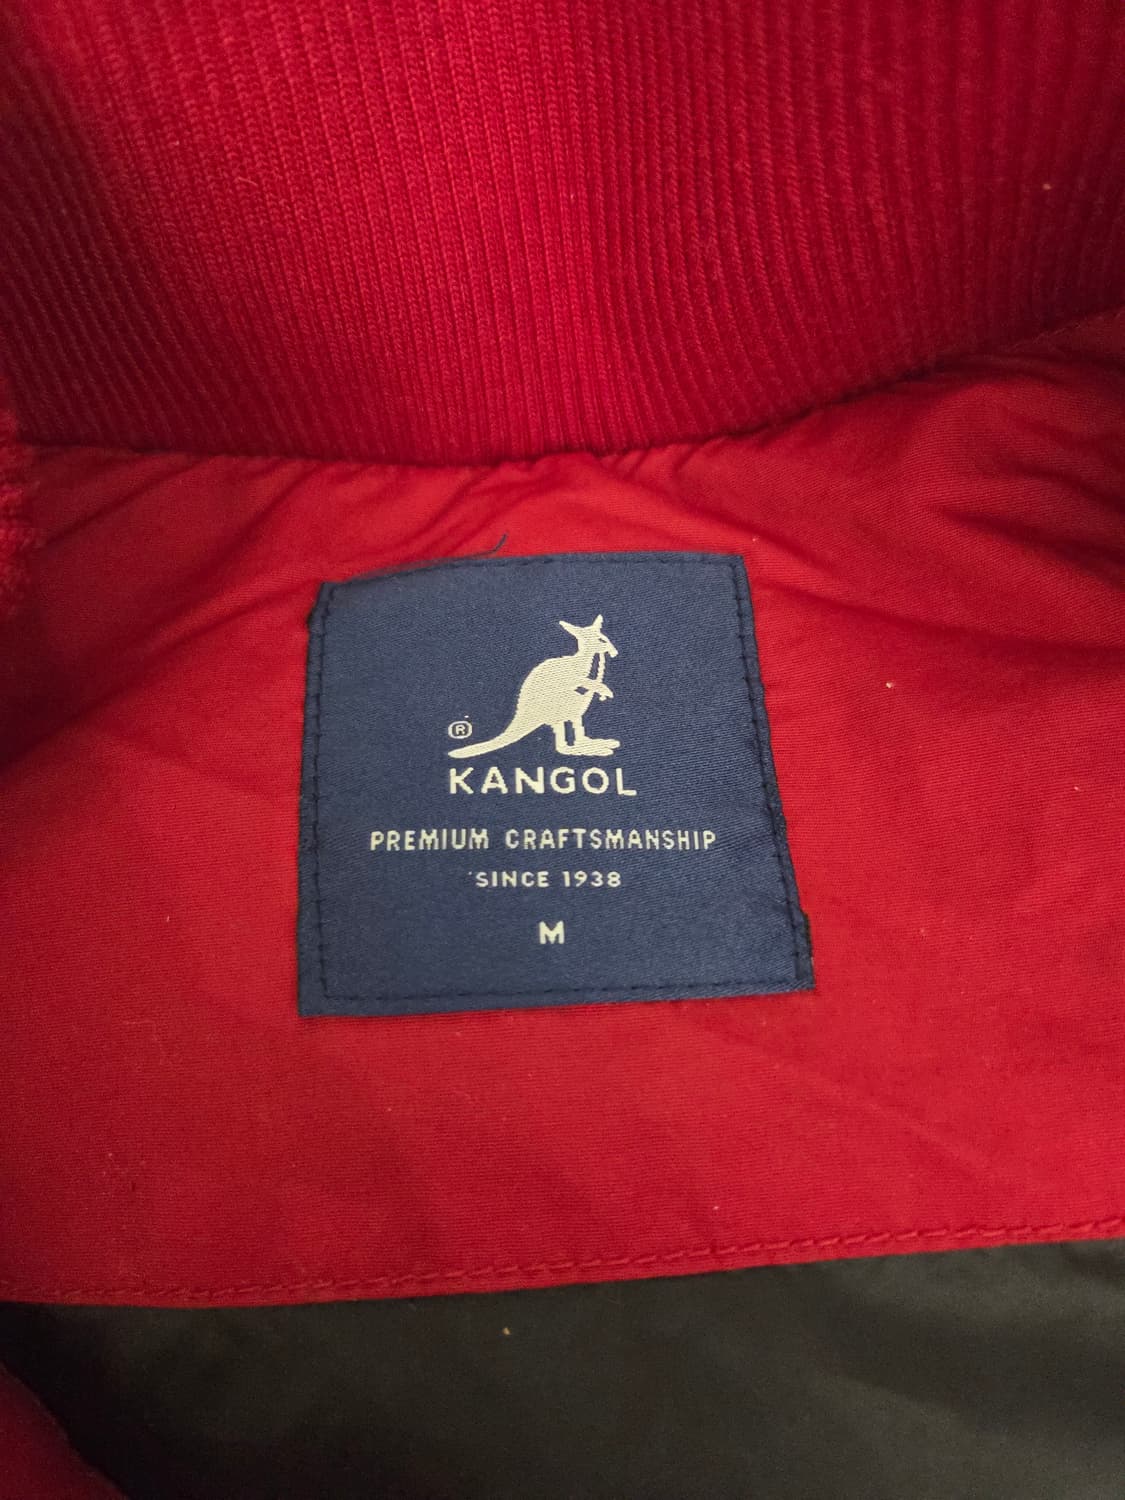 ®
KANGOL
PREMIUM CRAFTSMANSHIP
SINCE 1938
M